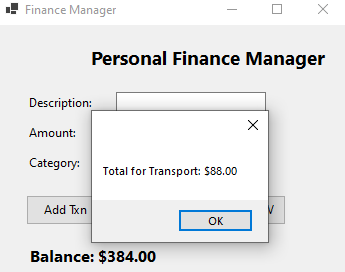 Finance Manager
Personal Finance Manager
Description:
Amount:
Category:
Total for Transport: $88.00
OK
Add Txn
Balance: $384.00